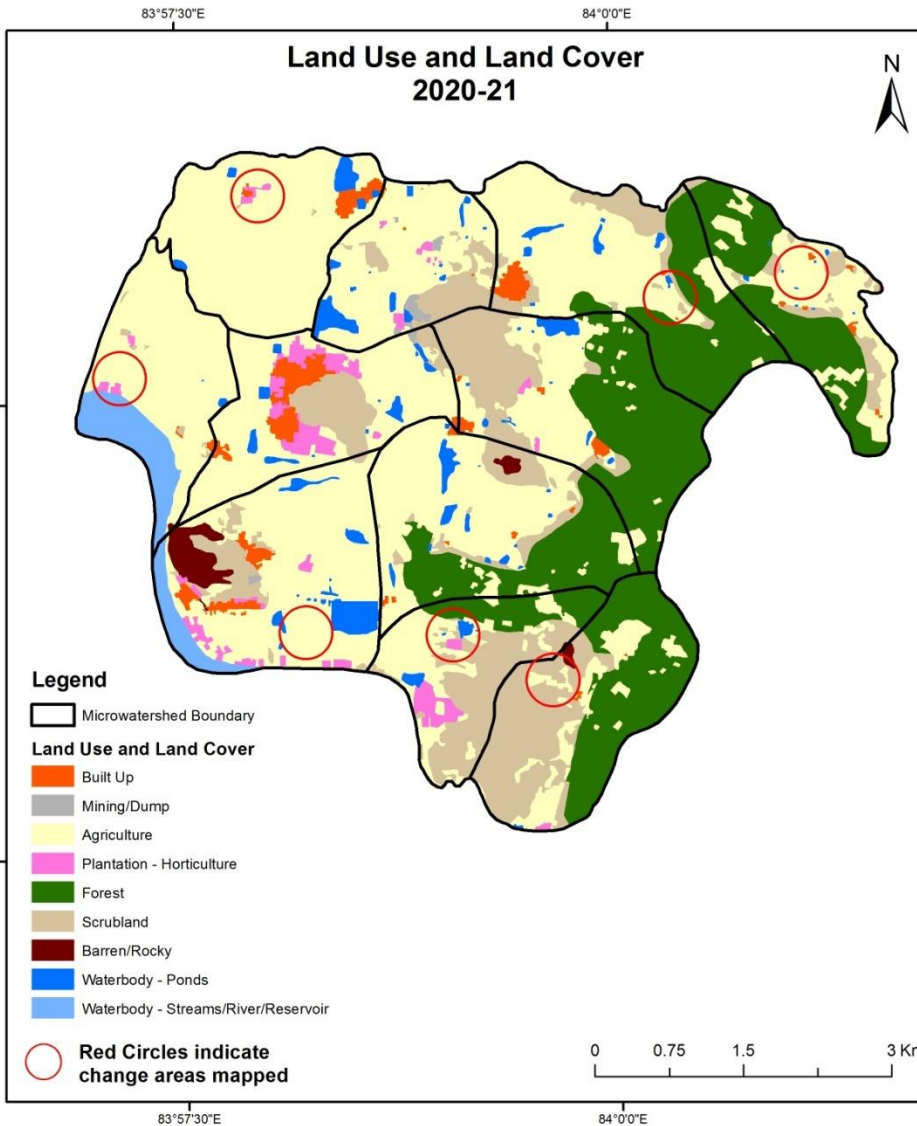 83°57'30"E
84°0'0"E
Land Use and Land Cover
2020-21
N
Legend
Microwatershed Boundary
Land Use and Land Cover
Built Up
Mining/Dump
Agriculture
Plantation - Horticulture
Forest
Scrubland
Barren/Rocky
Waterbody - Ponds
Waterbody - Streams/River/Reservoir
Red Circles indicate
change areas mapped
0 0.75 1.5 3 Km
83°57'30"E
84°0'0"E